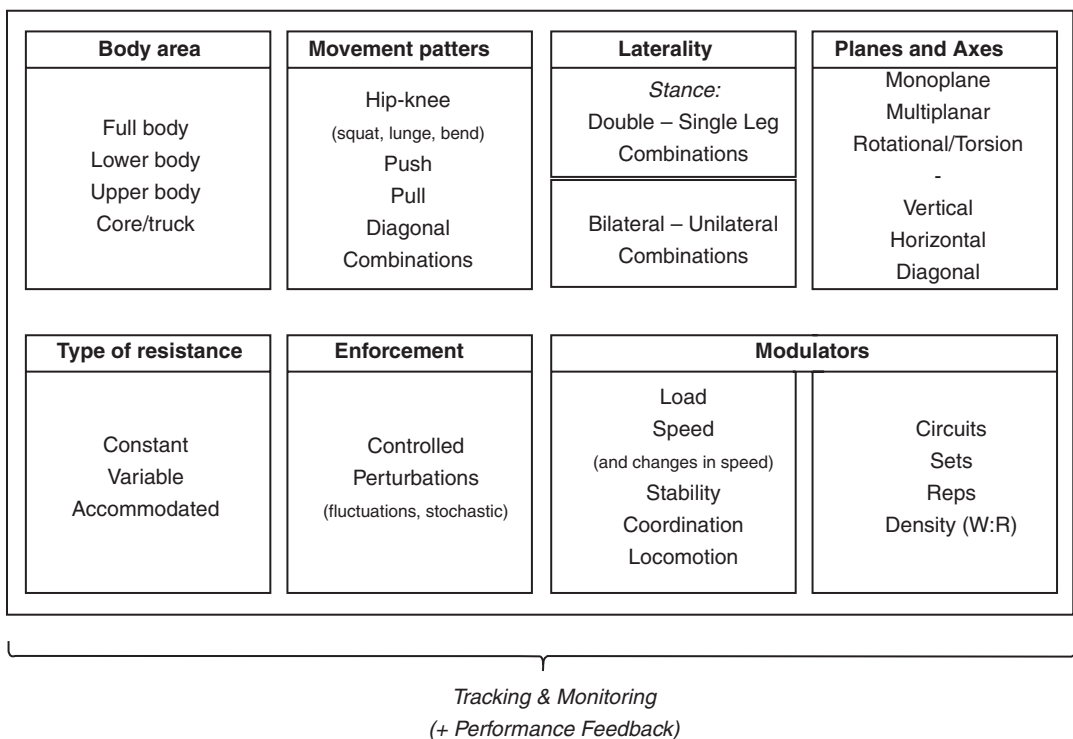 Body area
Full body
Lower body
Upper body
Core/truck
Movement patters
Hip-knee
(squat, lunge, bend)
Push
Pull
Diagonal
Combinations
Laterality
Stance:
Double – Single Leg
Combinations
Bilateral – Unilateral
Combinations
Planes and Axes
Monoplane
Multiplanar
Rotational/Torsion
-
Vertical
Horizontal
Diagonal
Type of resistance
Constant
Variable
Accommodated
Enforcement
Controlled
Perturbations
(fluctuations, stochastic)
Modulators
Load
Speed
(and changes in speed)
Stability
Coordination
Locomotion
Circuits
Sets
Reps
Density (W:R)
Tracking & Monitoring
(+ Performance Feedback)